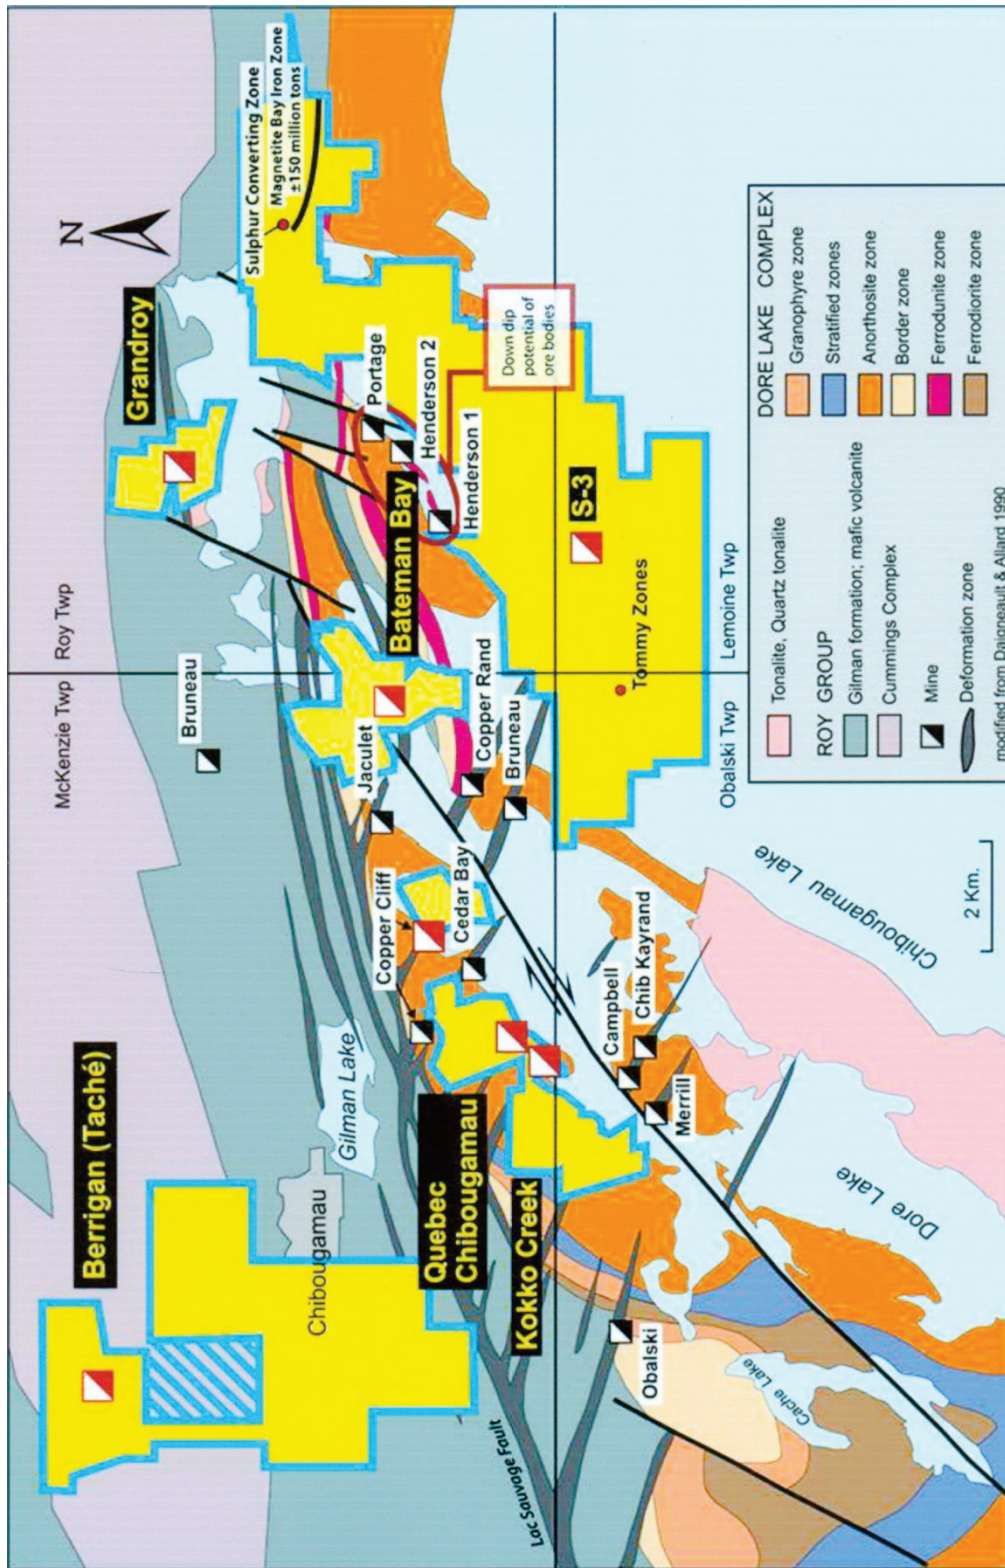 N
Sulphur Converting Zone
Magnetite Bay Iron Zone
±150 million tons
Berrigan (Taché)
Grandroy
McKenzie Twp
Roy Twp
Bruneau
Gilman Lake
Chibougamau
Quebec
Chibougamau
Kokko Creek
Copper Cliff
Cedar Bay
Jaculet
Bateman Bay
Portage
Henderson 2
Henderson 1
Down dip
potential of
ore bodies
Copper Rand
Bruneau
S-3
Tommy Zones
Lac Sauvage Fault
Obalski
Campbell
Chib Kayrand
Merrill
Obalski Twp
Lemoine Twp
Chibougamau Lake
Dore Lake
Cache Lake
2 Km.
DORE LAKE COMPLEX
Tonalite, Quartz tonalite
ROY GROUP
Gilman formation; mafic volcanite
Cummings Complex
Mine
Deformation zone
Granophyre zone
Stratified zones
Anorthosite zone
Border zone
Ferrodunite zone
Ferrodiorite zone
modified from Daigneault & Allard 1990